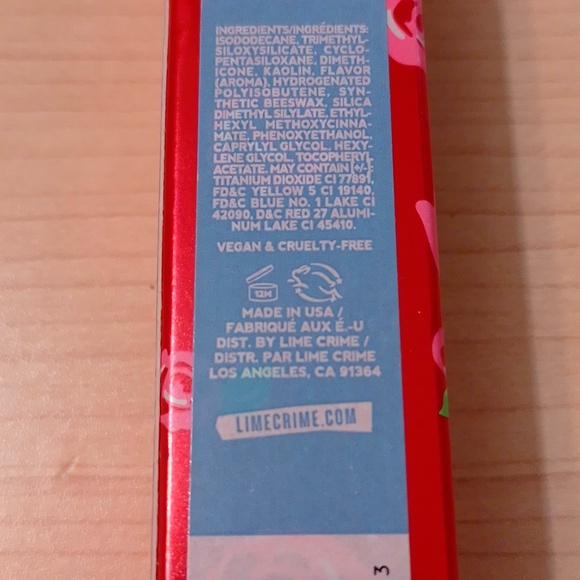 INGREDIENTS/INGRÉDIENTS:
ISODODECANE, TRIMETHYL-
SILOXYSILICATE, CYCLO-
PENTASILOXANE, DIMETH-
ICONE, KAOLIN, FLAVOR
(AROMA), HYDROGENATED
POLYISOBUTENE, SYN-
THETIC BEESWAX, SILICA
DIMETHYL SILYLATE, ETHYL-
HEXYL METHOXYCINNA-
MATE, PHENOXYETHANOL,
CAPRYLYL GLYCOL, HEXY-
LENE GLYCOL, TOCOPHERYL
ACETATE. MAY CONTAIN [+/-]:
TITANIUM DIOXIDE CI 77891,
FD&C YELLOW 5 CI 19140,
FD&C BLUE NO. 1 LAKE CI
42090, D&C RED 27 ALUMI-
NUM LAKE CI 45410.
VEGAN & CRUELTY-FREE
12M
MADE IN USA /
FABRIQUÉ AUX É.-U
DIST. BY LIME CRIME /
DISTR. PAR LIME CRIME
LOS ANGELES, CA 91364
LIMECRIME.COM
3